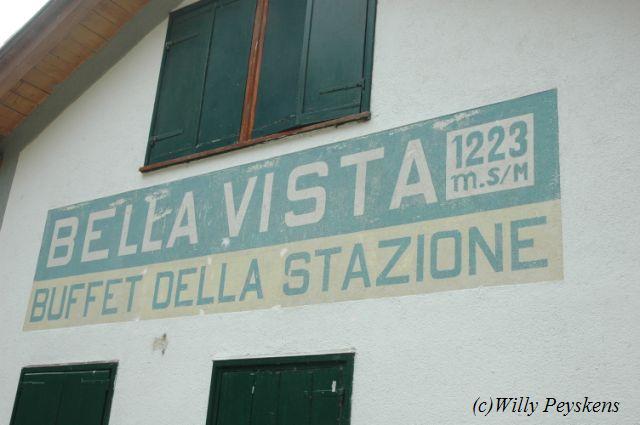 BELLA VISTA
1223
m. S/M
BUFFET DELLA STAZIONE
(c)Willy Peyskens